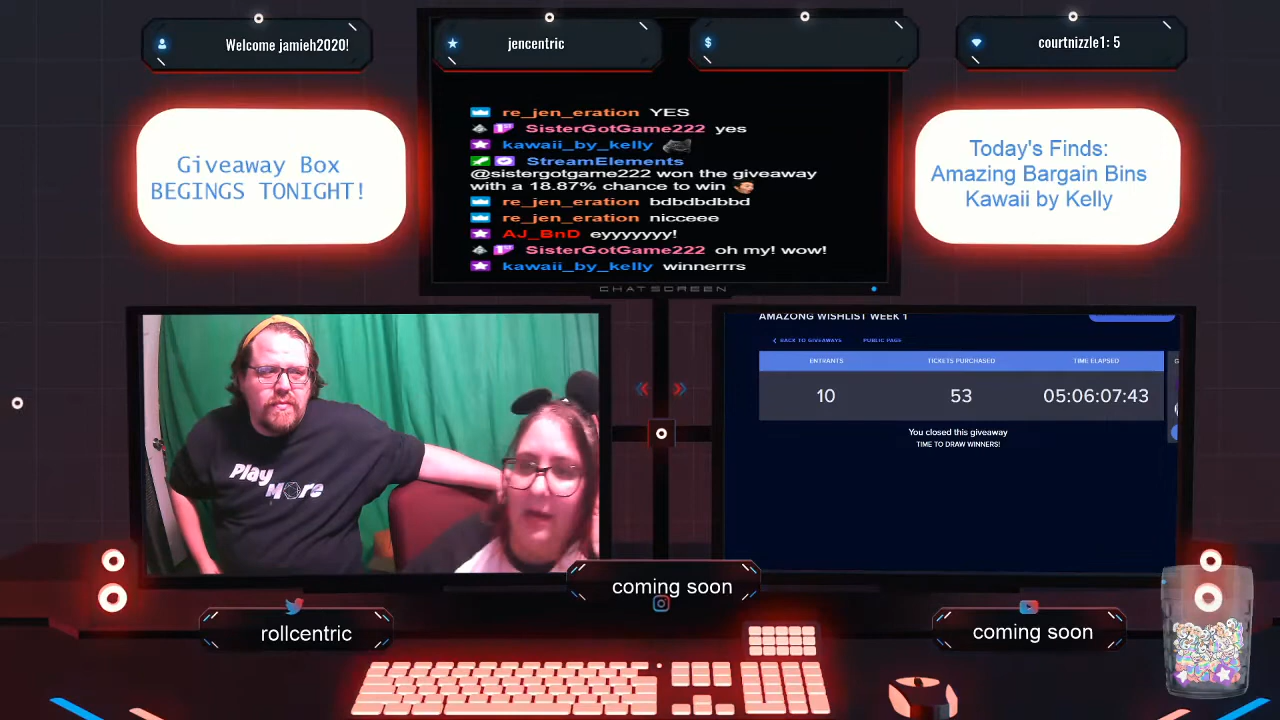 Welcome jamieh2020!
jencentric
courtnizzle1: 5
Giveaway Box
BEGINGS TONIGHT!
re_jen_eration YES
SisterGotGame222 yes
kawaii_by_kelly
StreamElements
@sistergotgame222 won the giveaway
with a 18.87% chance to win
re_jen_eration bdbdbdbbd
re_jen_eration nicceee
AJ_BnD eyyyyyyy!
SisterGotGame222 oh my! wow!
kawaii_by_kelly winnerrrs
CHATSCREEN
Today's Finds:
Amazing Bargain Bins
Kawaii by Kelly
Play
More
AMAZONG WISHLIST WEEK 1
BACK TO GIVEAWAYS PUBLIC PAGE
ENTRANTS TICKETS PURCHASED TIME ELAPSED
10 53 05:06:07:43
You closed this giveaway
TIME TO DRAW WINNERS!
coming soon
rollcentric
coming soon